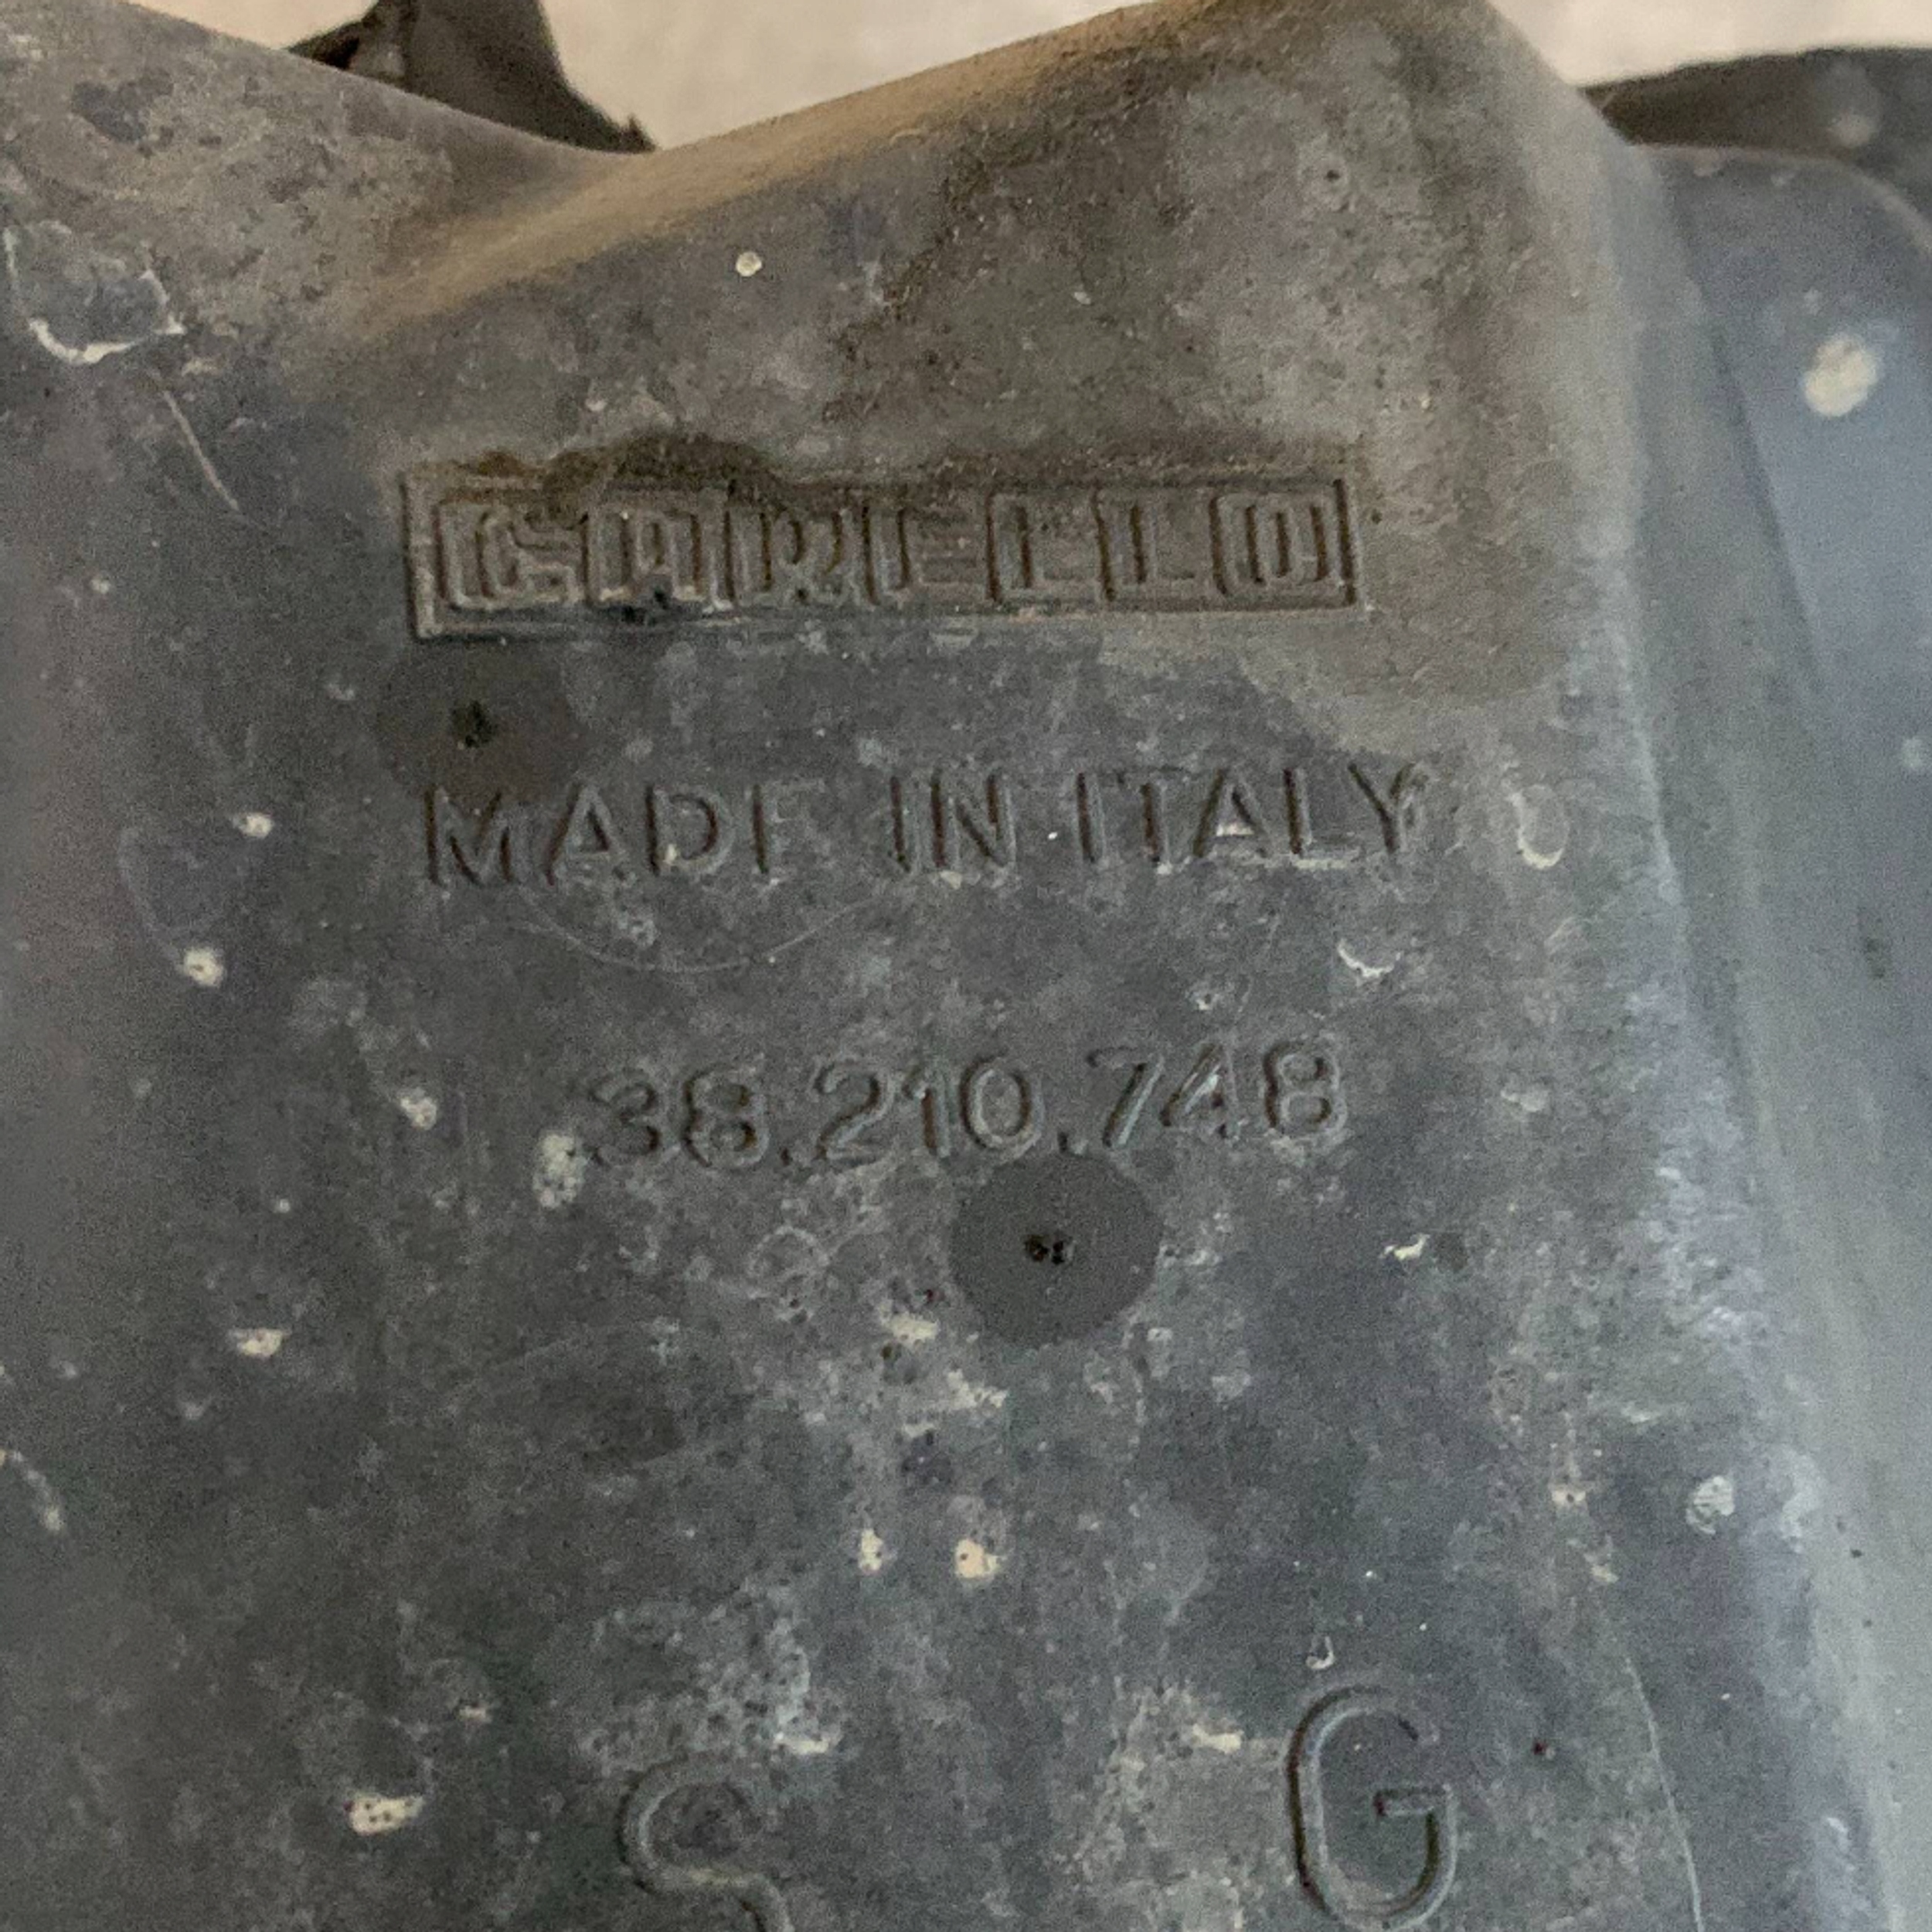 CARELLO
MADE IN ITALY
38.210.748
S G